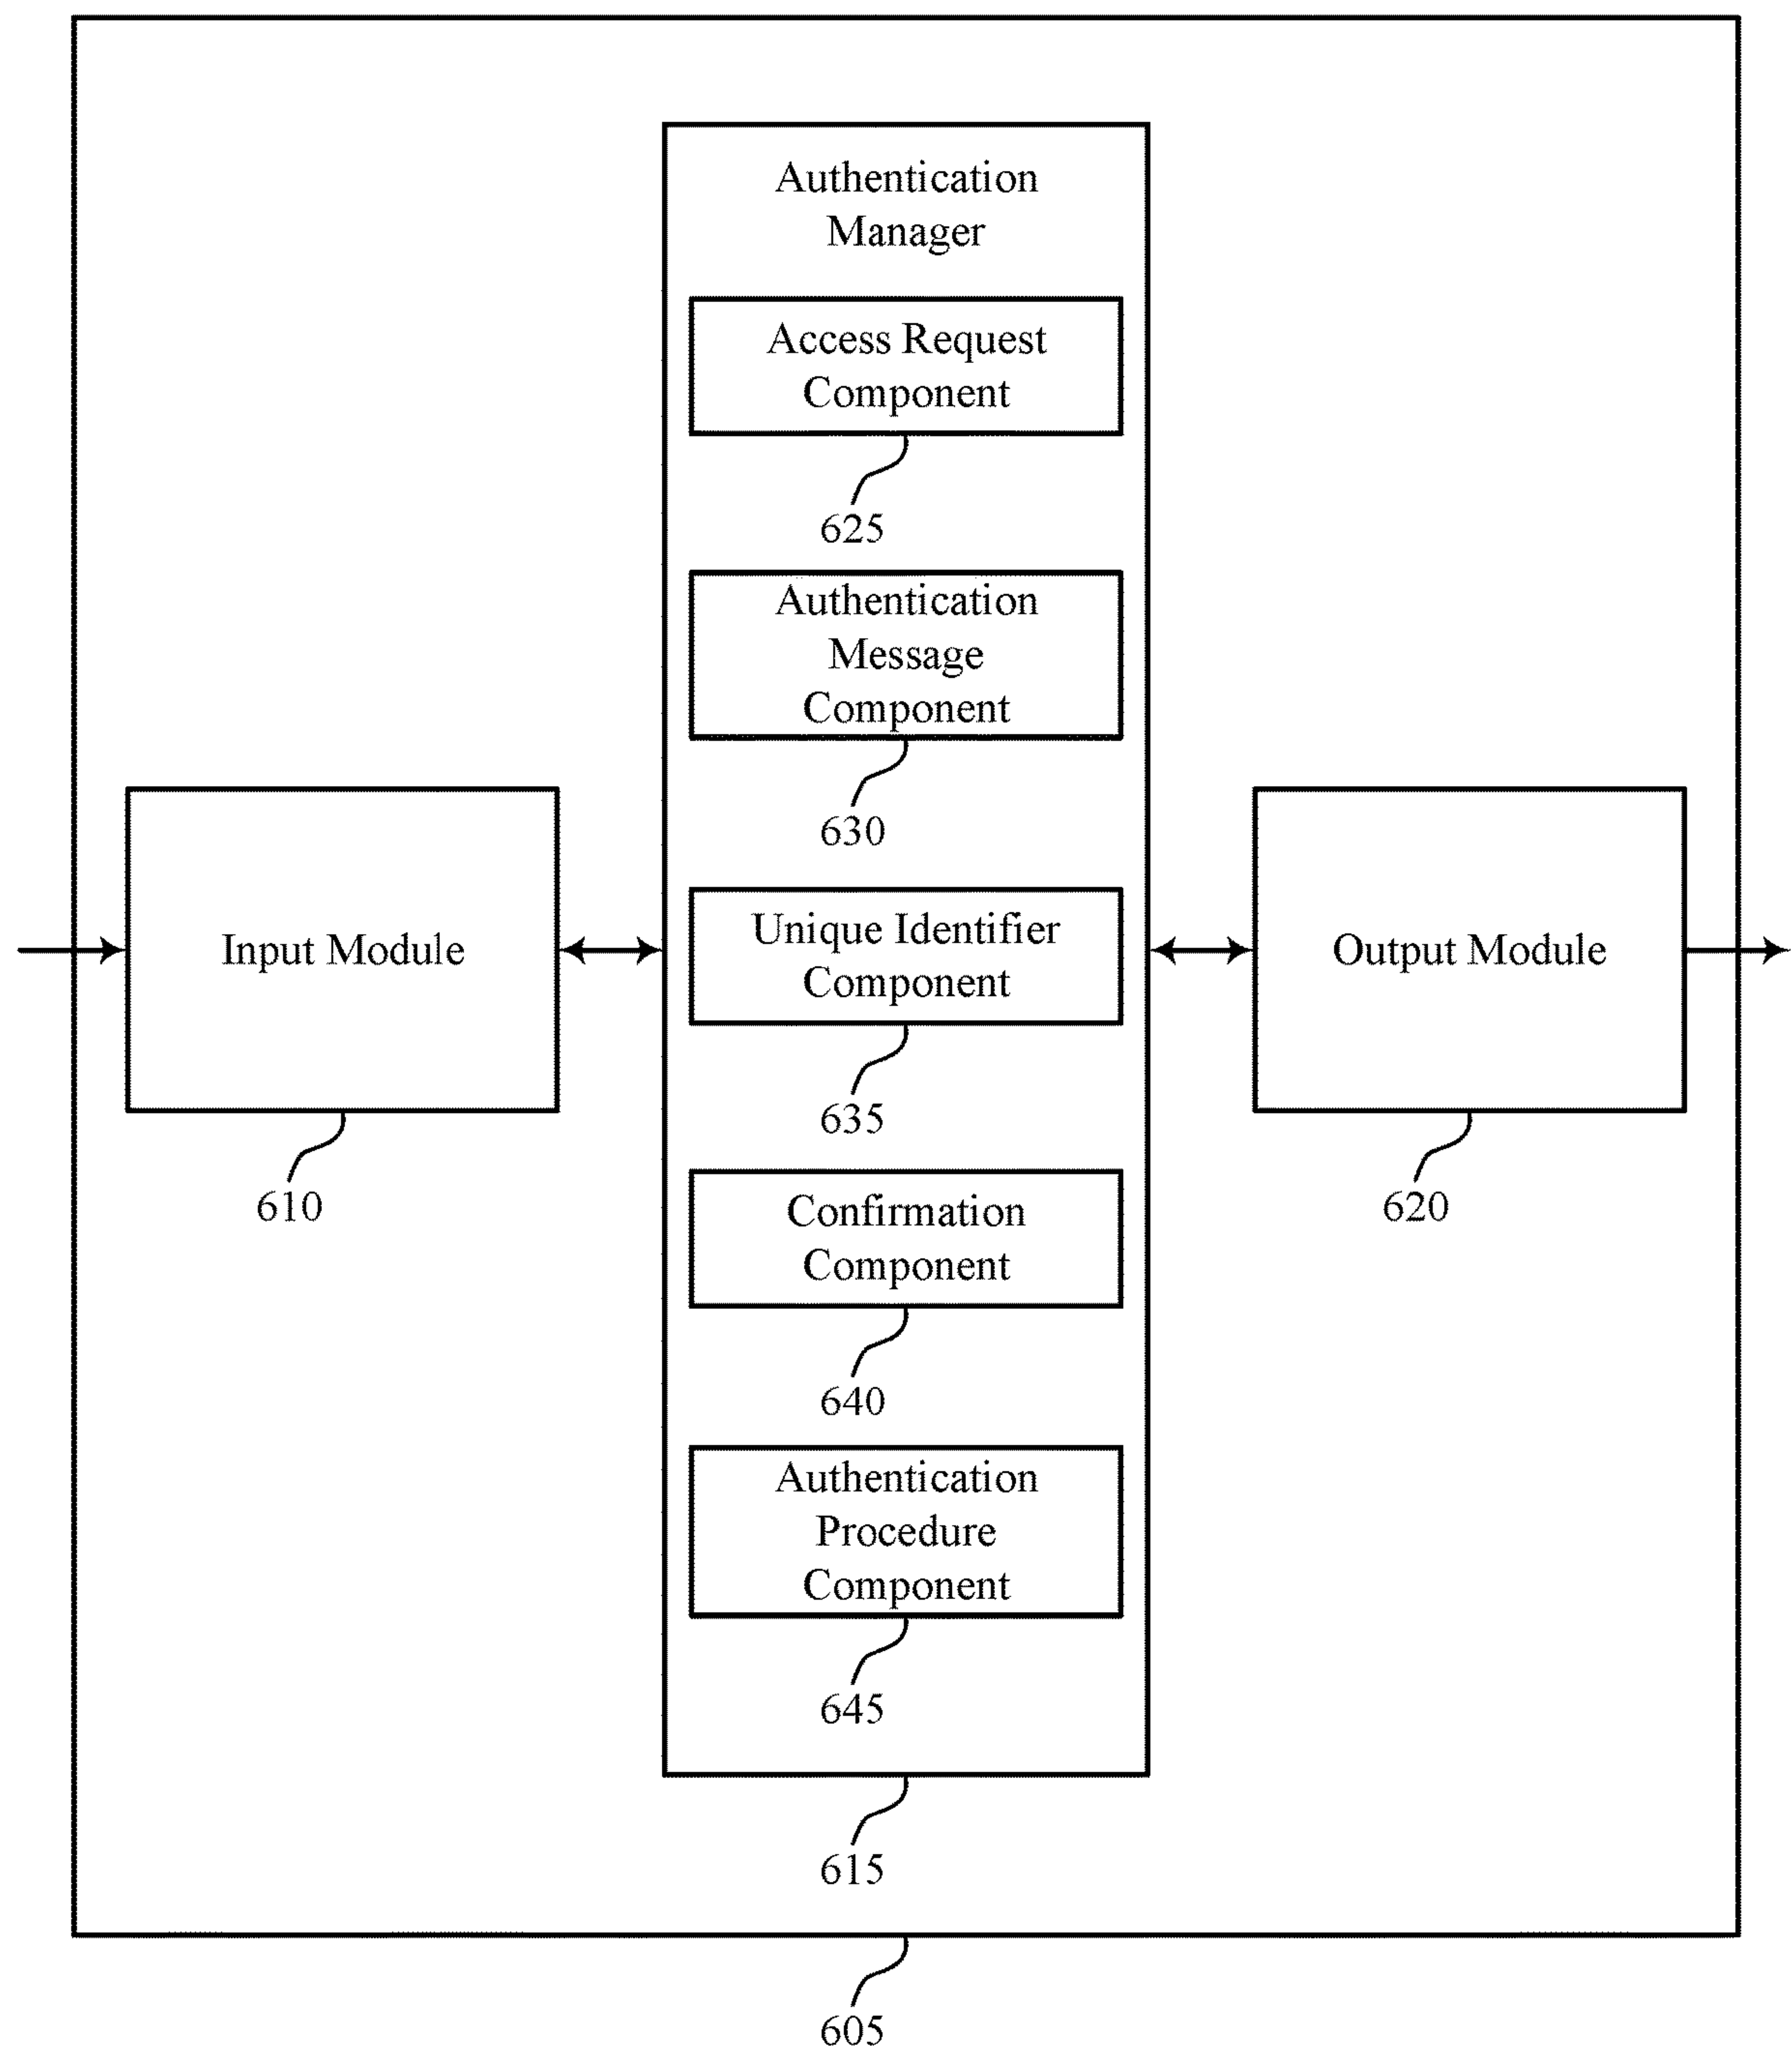 Authentication
Manager
Access Request
Component
625
Authentication
Message
Component
630
Input Module
610
Unique Identifier
Component
635
Output Module
620
Confirmation
Component
640
Authentication
Procedure
Component
645
615
605